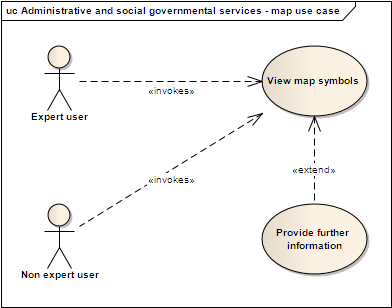 uc Administrative and social governmental services - map use case
View map symbols
«invokes»
Expert user
«extend»
«invokes»
Provide further
information
Non expert user